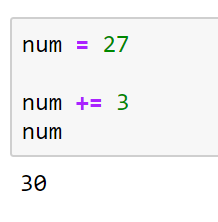 num = 27
num += 3
num
30